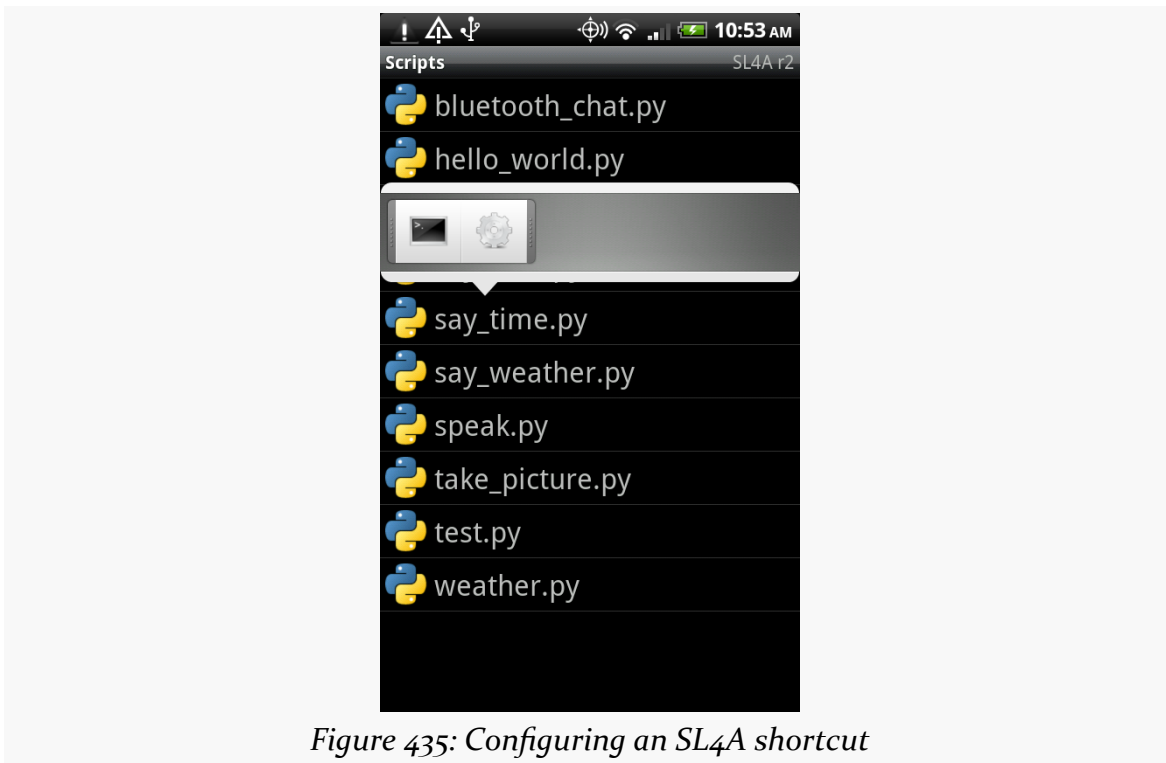 10:53 AM
Scripts SL4A r2
bluetooth_chat.py
hello_world.py
>.
say_time.py
say_weather.py
speak.py
take_picture.py
test.py
weather.py
Figure 435: Configuring an SL4A shortcut